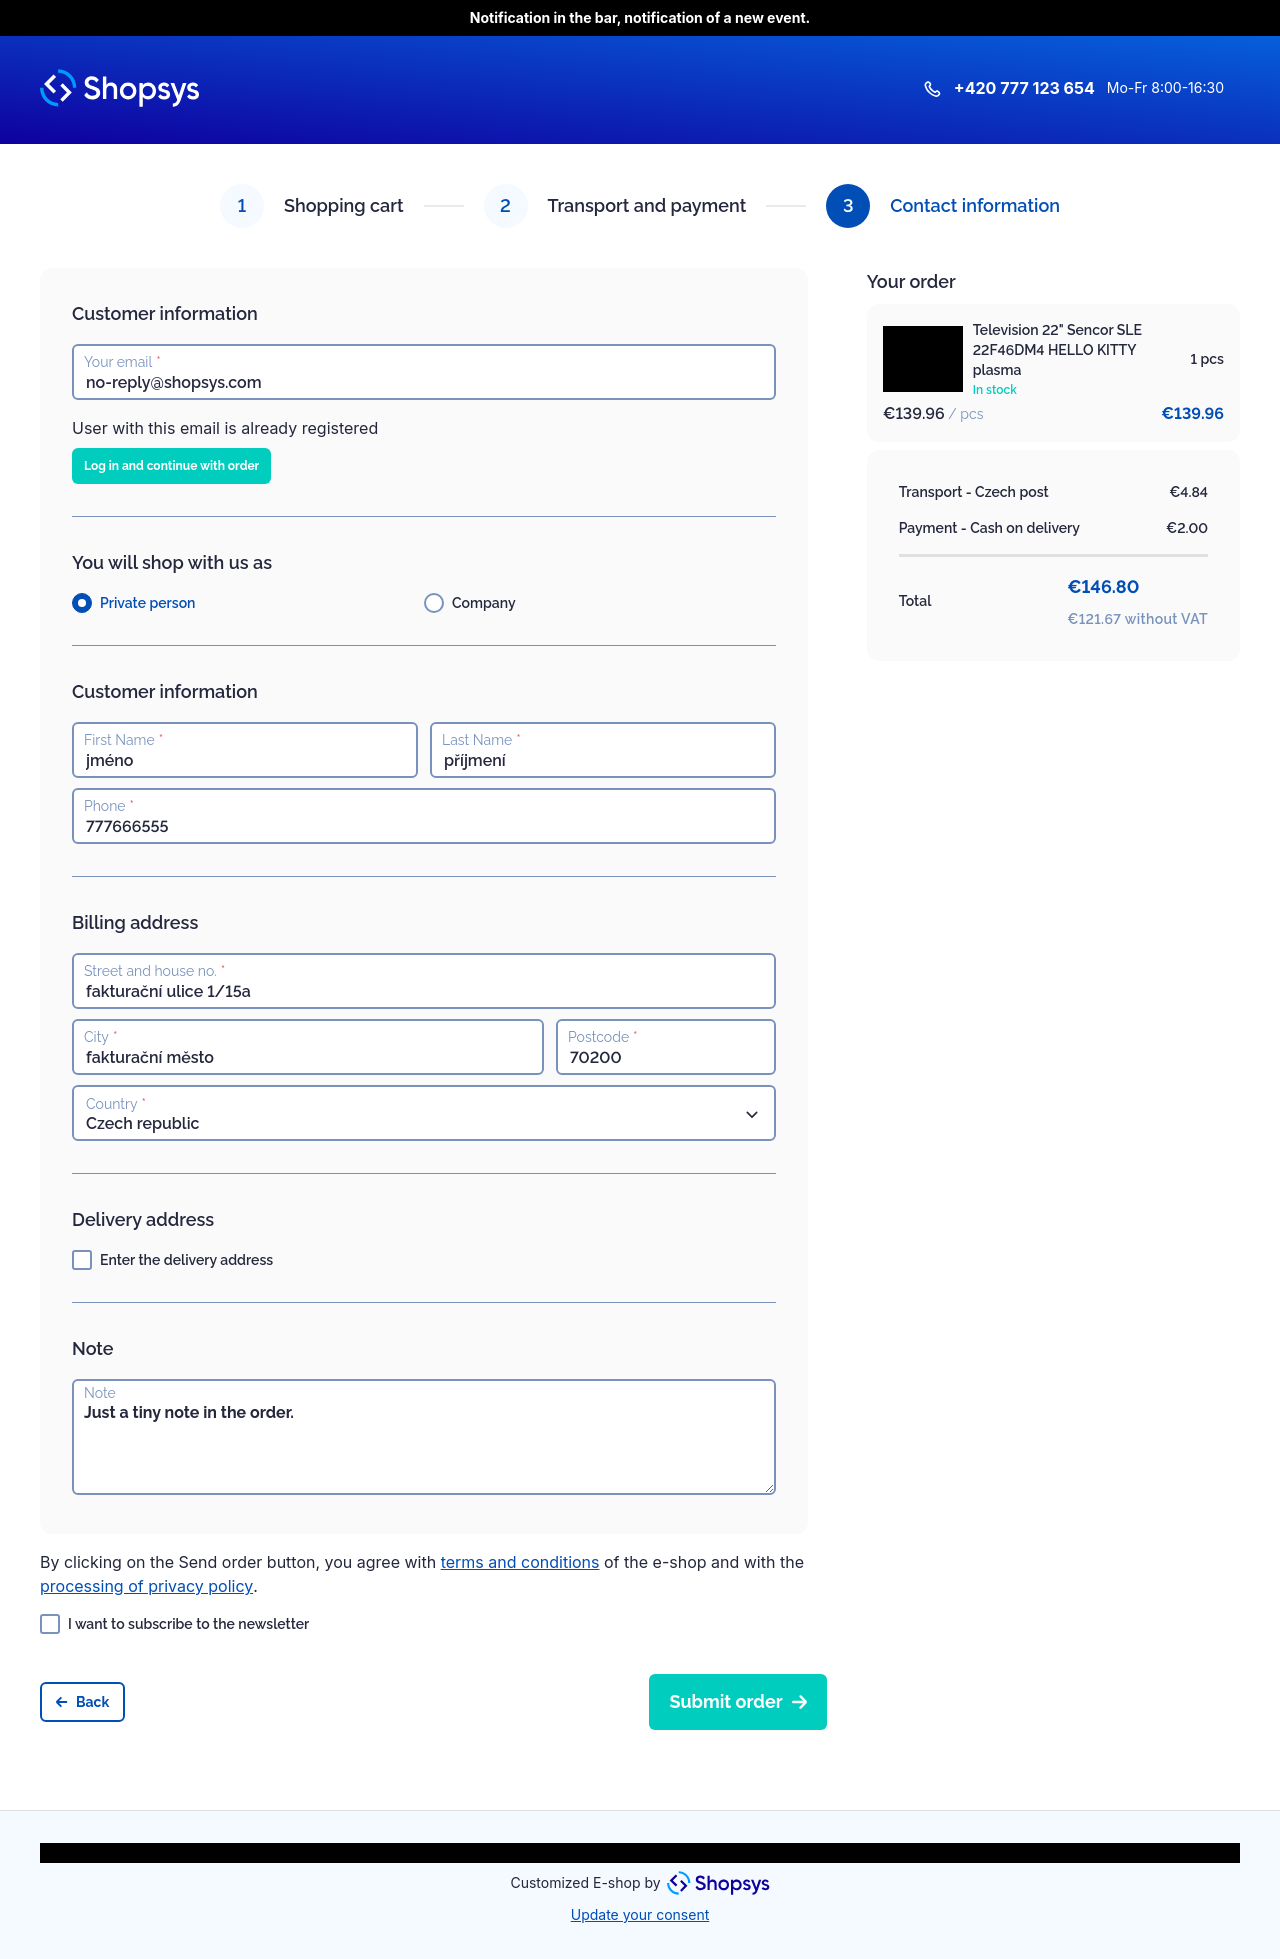 Notification in the bar, notification of a new event.
Shopsys
+420 777 123 654 Mo-Fr 8:00-16:30
1 Shopping cart 2 Transport and payment 3 Contact information
Customer information
Your email *
no-reply@shopsys.com
User with this email is already registered
Log in and continue with order
You will shop with us as
Private person Company
Customer information
First Name * Last Name *
jméno příjmení
Phone *
777666555
Billing address
Street and house no. *
fakturační ulice 1/15a
City * Postcode *
fakturační město 70200
Country *
Czech republic
Delivery address
Enter the delivery address
Note
Note
Just a tiny note in the order.
Your order
Television 22" Sencor SLE
22F46DM4 HELLO KITTY
plasma
1 pcs
In stock
€139.96 / pcs €139.96
Transport - Czech post €4.84
Payment - Cash on delivery €2.00
Total €146.80
€121.67 without VAT
By clicking on the Send order button, you agree with terms and conditions of the e-shop and with the
processing of privacy policy.
I want to subscribe to the newsletter
Back Submit order
Customized E-shop by Shopsys
Update your consent